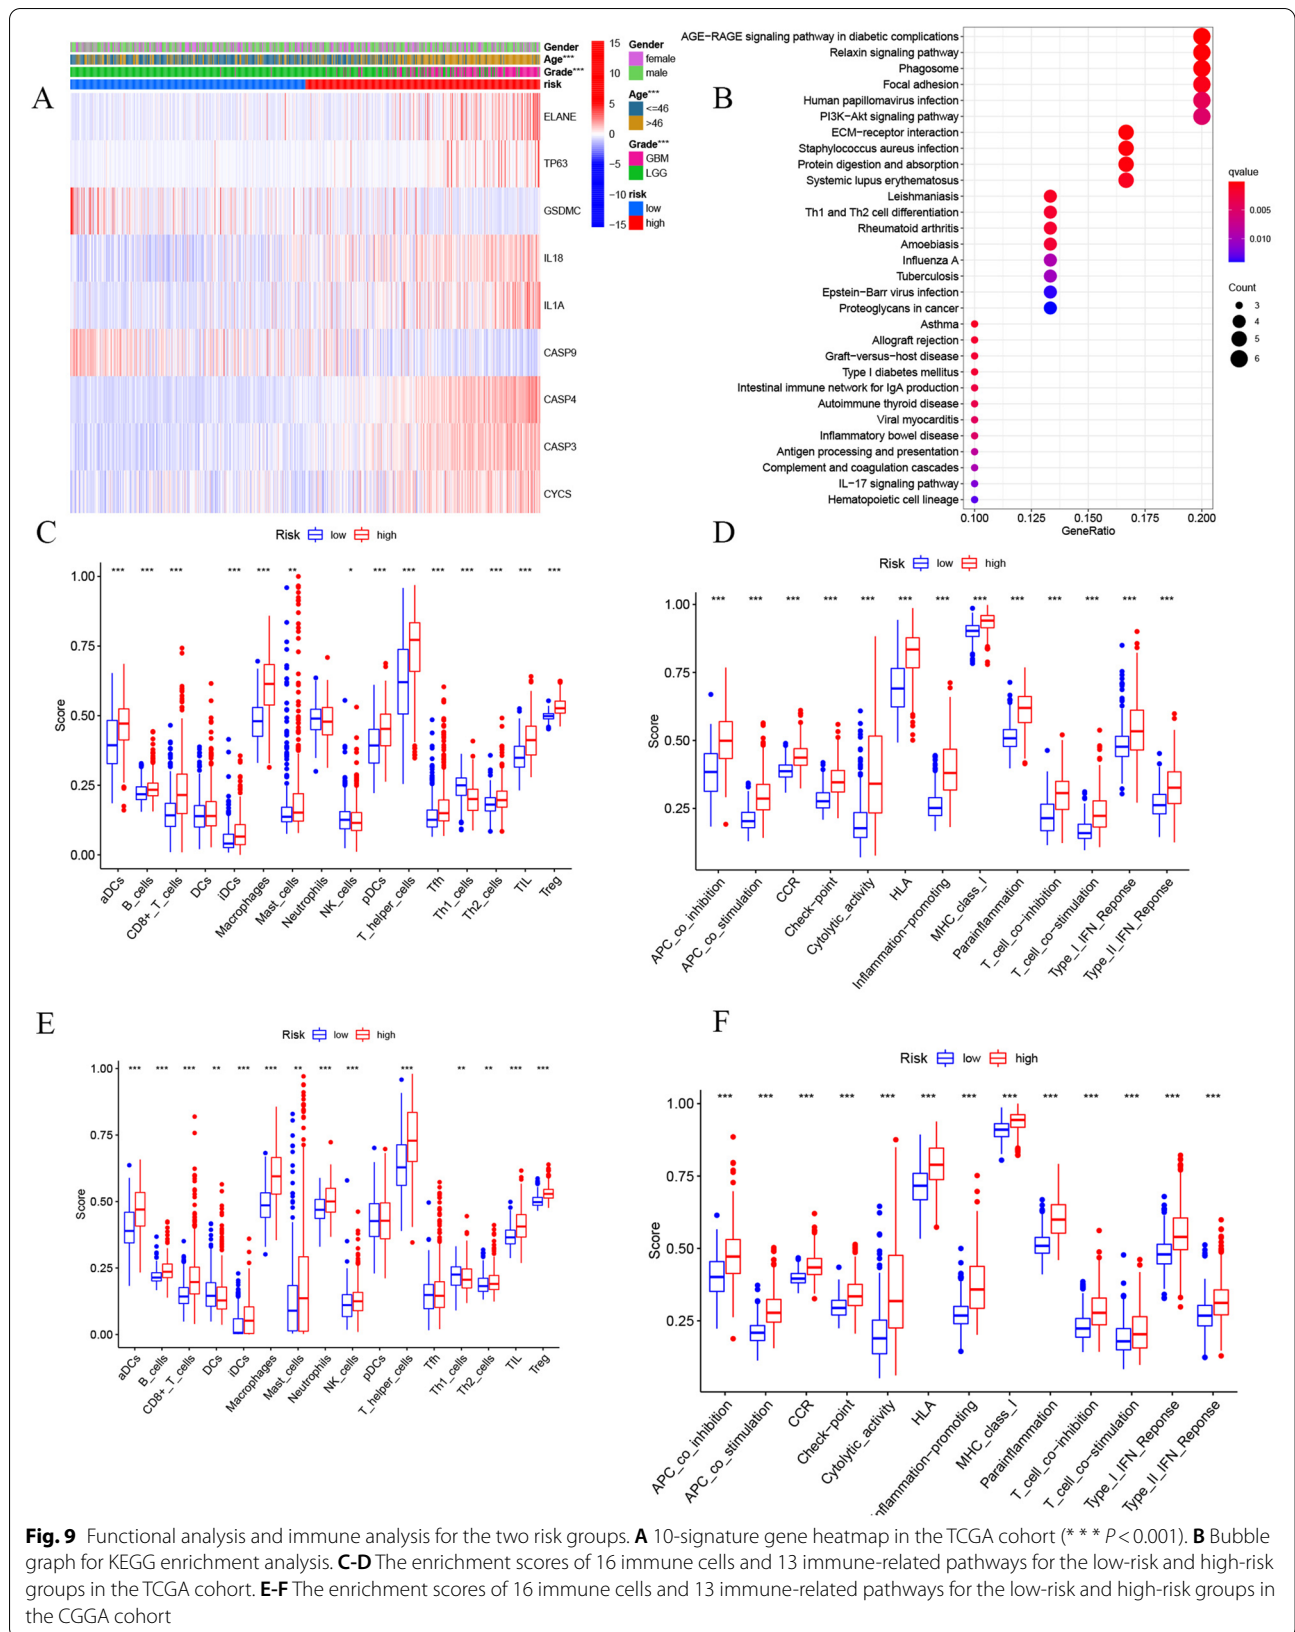 A
Gender
Age***
Grade***
risk
ELANE
TP63
GSDMC
IL18
IL1A
CASP9
CASP4
CASP3
CYCS
15
10
5
0
−5
−10
−15
Gender
female
male
Age***
<=46
>46
Grade***
GBM
LGG
risk
low
high
B
AGE−RAGE signaling pathway in diabetic complications
Relaxin signaling pathway
Phagosome
Focal adhesion
Human papillomavirus infection
PI3K−Akt signaling pathway
ECM−receptor interaction
Staphylococcus aureus infection
Protein digestion and absorption
Systemic lupus erythematosus
Leishmaniasis
Th1 and Th2 cell differentiation
Rheumatoid arthritis
Amoebiasis
Influenza A
Tuberculosis
Epstein−Barr virus infection
Proteoglycans in cancer
Asthma
Allograft rejection
Graft−versus−host disease
Type I diabetes mellitus
Intestinal immune network for IgA production
Autoimmune thyroid disease
Viral myocarditis
Inflammatory bowel disease
Antigen processing and presentation
Complement and coagulation cascades
IL−17 signaling pathway
Hematopoietic cell lineage
0.100 0.125 0.150 0.175 0.200
GeneRatio
qvalue
0.005
0.010
Count
3
4
5
6
C
Risk low high
*** *** *** *** *** ** * *** *** *** *** *** *** ***
1.00
0.75
0.50
0.25
0.00
Score
aDCs
B_cells
CD8+_T_cells
DCs
iDCs
Macrophages
Mast_cells
Neutrophils
NK_cells
pDCs
T_helper_cells
Tfh
Th1_cells
Th2_cells
TIL
Treg
D
Risk low high
*** *** *** *** *** *** *** *** *** *** *** *** ***
1.00
0.75
0.50
0.25
Score
APC_co_inhibition
APC_co_stimulation
CCR
Check−point
Cytolytic_activity
HLA
Inflammation−promoting
MHC_class_I
Parainflammation
T_cell_co−inhibition
T_cell_co−stimulation
Type_I_IFN_Reponse
Type_II_IFN_Reponse
E
Risk low high
*** *** *** ** *** *** ** *** *** *** ** ** *** ***
1.00
0.75
0.50
0.25
0.00
Score
aDCs
B_cells
CD8+_T_cells
DCs
iDCs
Macrophages
Mast_cells
Neutrophils
NK_cells
pDCs
T_helper_cells
Tfh
Th1_cells
Th2_cells
TIL
Treg
F
Risk low high
*** *** *** *** *** *** *** *** *** *** *** *** ***
1.00
0.75
0.50
0.25
Score
APC_co_inhibition
APC_co_stimulation
CCR
Check−point
Cytolytic_activity
HLA
nflammation−promoting
MHC_class_I
Parainflammation
T_cell_co−inhibition
T_cell_co−stimulation
Type_I_IFN_Reponse
Type_II_IFN_Reponse
Fig. 9 Functional analysis and immune analysis for the two risk groups. A 10-signature gene heatmap in the TCGA cohort (* * * P < 0.001). B Bubble
graph for KEGG enrichment analysis. C-D The enrichment scores of 16 immune cells and 13 immune-related pathways for the low-risk and high-risk
groups in the TCGA cohort. E-F The enrichment scores of 16 immune cells and 13 immune-related pathways for the low-risk and high-risk groups in
the CGGA cohort